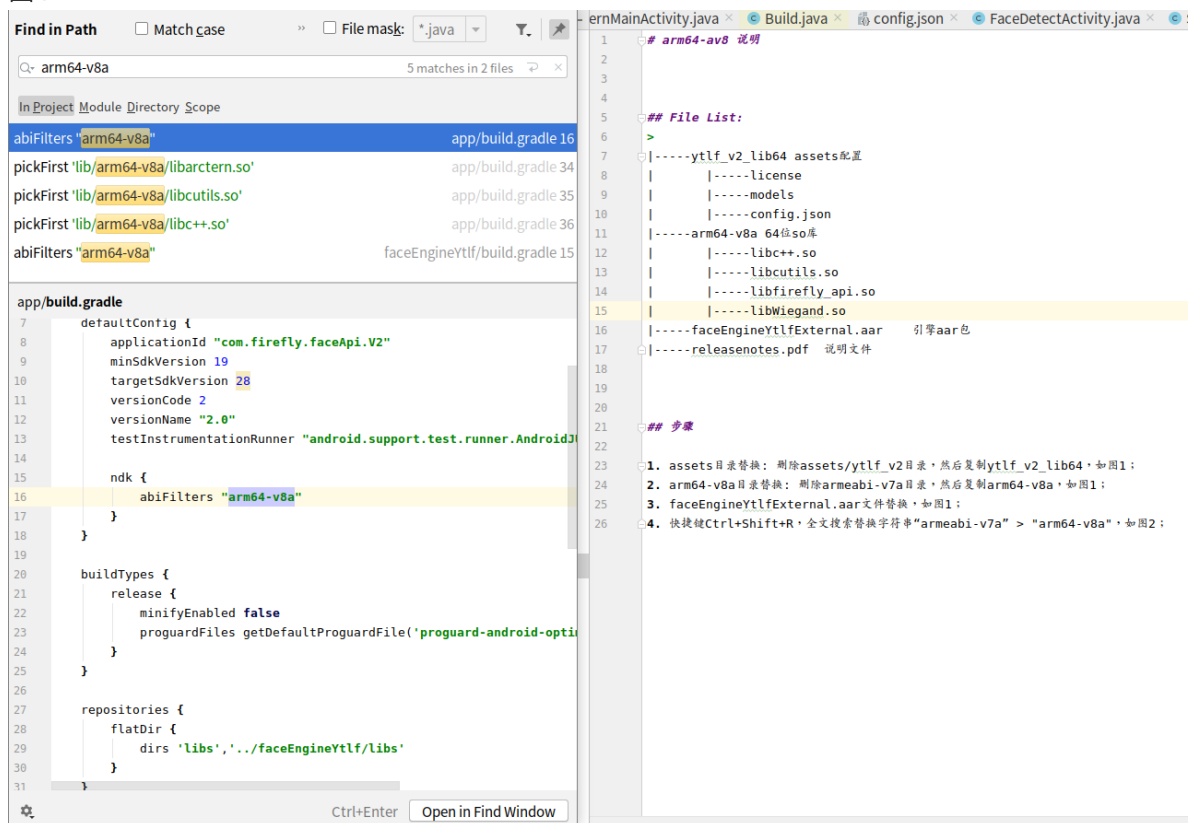 Find in Path Match case File mask: *.java
arm64-v8a 5 matches in 2 files
In Project Module Directory Scope
abiFilters "arm64-v8a" app/build.gradle 16
pickFirst 'lib/arm64-v8a/libarctern.so' app/build.gradle 34
pickFirst 'lib/arm64-v8a/libcutils.so' app/build.gradle 35
pickFirst 'lib/arm64-v8a/libc++.so' app/build.gradle 36
abiFilters "arm64-v8a" faceEngineYtlf/build.gradle 15
app/build.gradle
7 defaultConfig {
8 applicationId "com.firefly.faceApi.V2"
9 minSdkVersion 19
10 targetSdkVersion 28
11 versionCode 2
12 versionName "2.0"
13 testInstrumentationRunner "android.support.test.runner.AndroidJU
14
15 ndk {
16 abiFilters "arm64-v8a"
17 }
18 }
19
20 buildTypes {
21 release {
22 minifyEnabled false
23 proguardFiles getDefaultProguardFile('proguard-android-optim
24 }
25 }
26
27 repositories {
28 flatDir {
29 dirs 'libs','../faceEngineYtlf/libs'
30 }
31 }
Ctrl+Enter Open in Find Window
ernMainActivity.java Build.java config.json FaceDetectActivity.java
1 # arm64-av8 说明
2
3
4
5 ## File List:
6 >
7 |-----ytlf_v2_lib64 assets配置
8 | |-----license
9 | |-----models
10 | |-----config.json
11 |-----arm64-v8a 64位so库
12 | |-----libc++.so
13 | |-----libcutils.so
14 | |-----libfirefly_api.so
15 | |-----libWiegand.so
16 |-----faceEngineYtlfExternal.aar 引擎aar包
17 |-----releasenotes.pdf 说明文件
18
19
20
21 ## 步骤
22
23 1. assets目录替换: 删除assets/ytlf_v2目录，然后复制ytlf_v2_lib64，如图1；
24 2. arm64-v8a目录替换: 删除armeabi-v7a目录，然后复制arm64-v8a，如图1；
25 3. faceEngineYtlfExternal.aar文件替换，如图1；
26 4. 快捷键Ctrl+Shift+R，全文搜索替换字符串“armeabi-v7a” > "arm64-v8a"，如图2；